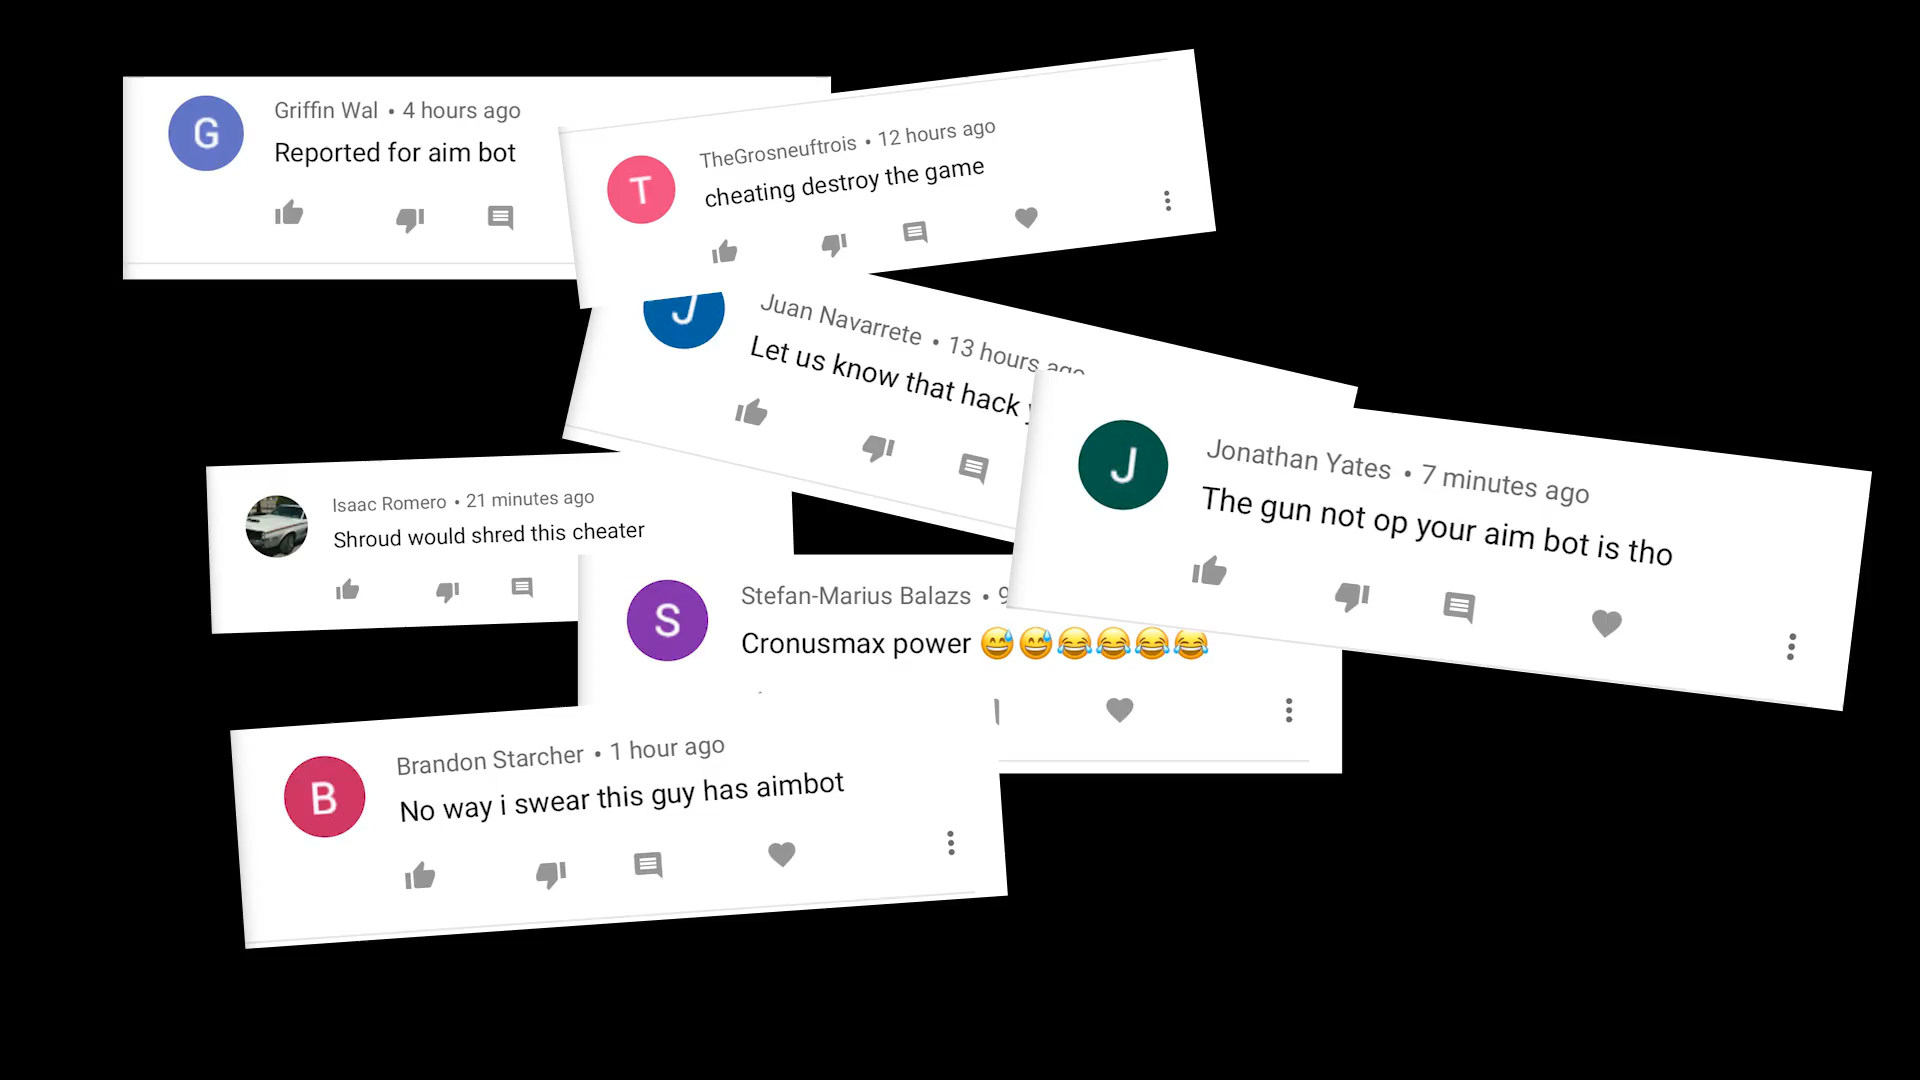 G
Griffin Wal • 4 hours ago
Reported for aim bot
T
TheGrosneuftrois • 12 hours ago
cheating destroy the game
J
Juan Navarrete • 13 hours ago
Let us know that hack
J
Jonathan Yates • 7 minutes ago
The gun not op your aim bot is tho
Isaac Romero • 21 minutes ago
Shroud would shred this cheater
S
Stefan-Marius Balazs • 9
Cronusmax power 😅😅😂😂😂😂
B
Brandon Starcher • 1 hour ago
No way i swear this guy has aimbot